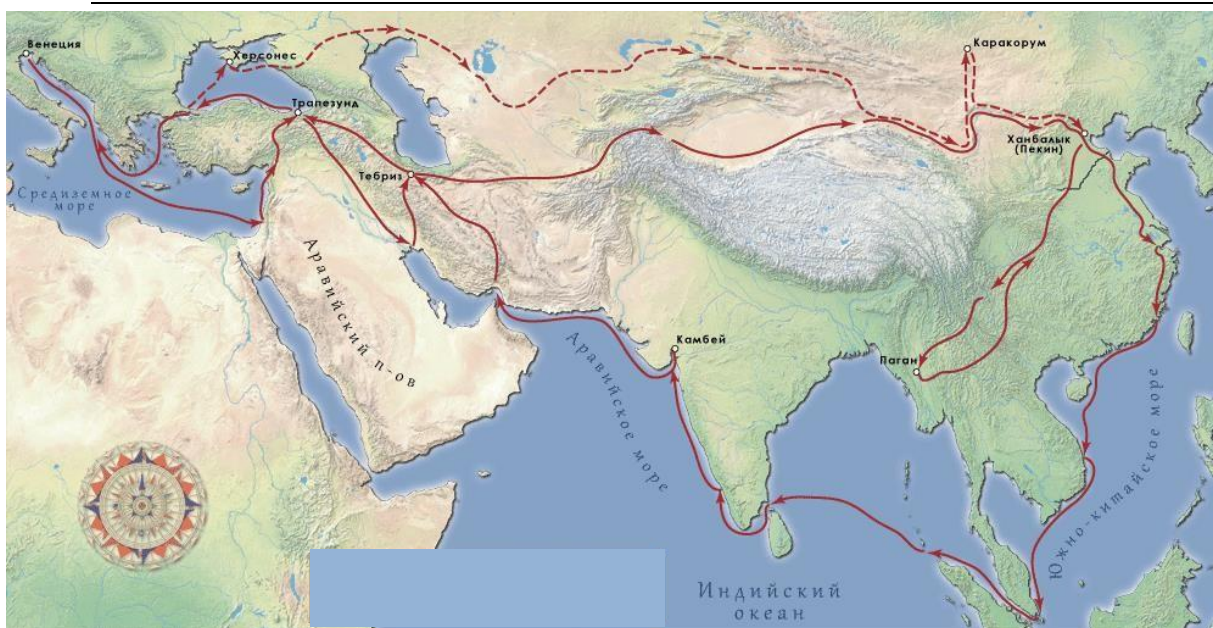 Венеция
Херсонес
Каракорум
Трапезунд
Ханбалык
(Пекин)
Тебриз
Средиземное
море
Аравийский п-ов
Камбей
Паган
Аравийское море
Южно-китайское море
Индийский
океан